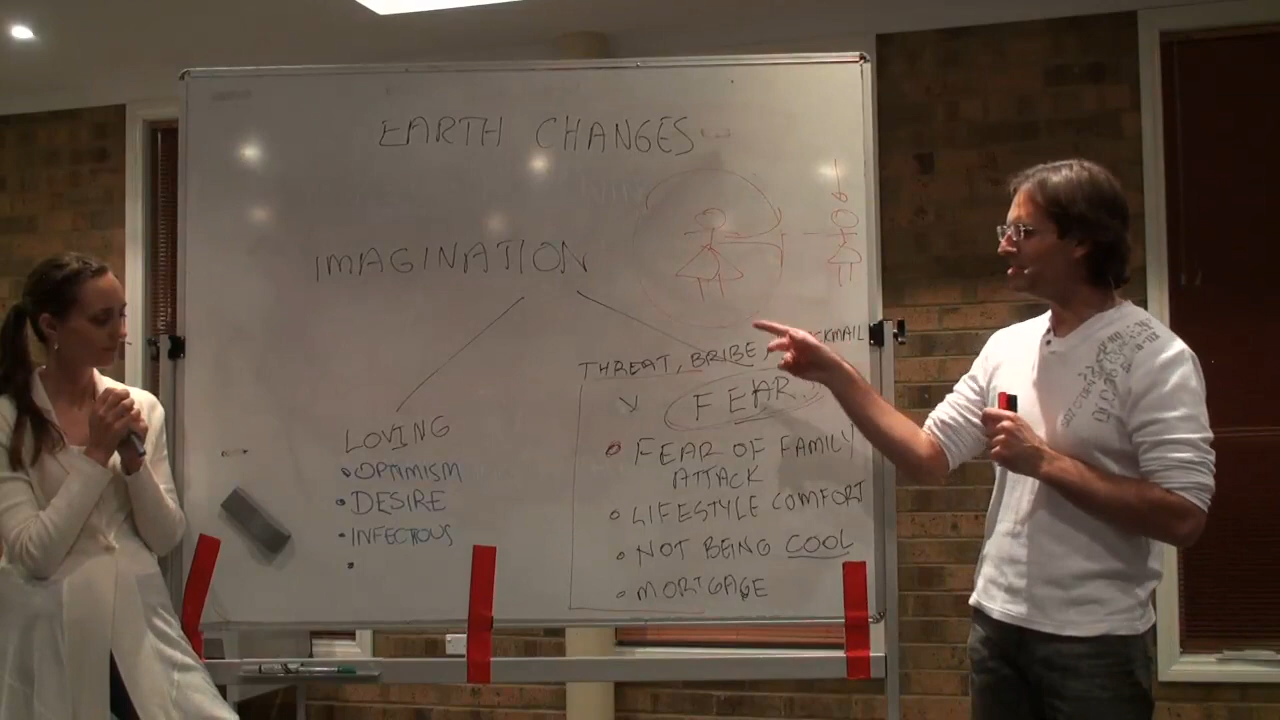 EARTH CHANGES
IMAGINATION
THREAT, BRIBE,
FEAR
LOVING
• OPTIMISM
• DESIRE
• INFECTOUS
• FEAR OF FAMILY
ATTACK
• LIFESTYLE COMFORT
• NOT BEING COOL
• MORTGAGE